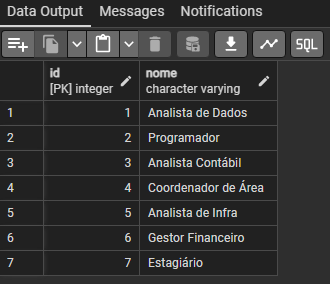 Data Output Messages Notifications
SQL
id nome
[PK] integer character varying
1 1 Analista de Dados
2 2 Programador
3 3 Analista Contábil
4 4 Coordenador de Área
5 5 Analista de Infra
6 6 Gestor Financeiro
7 7 Estagiário